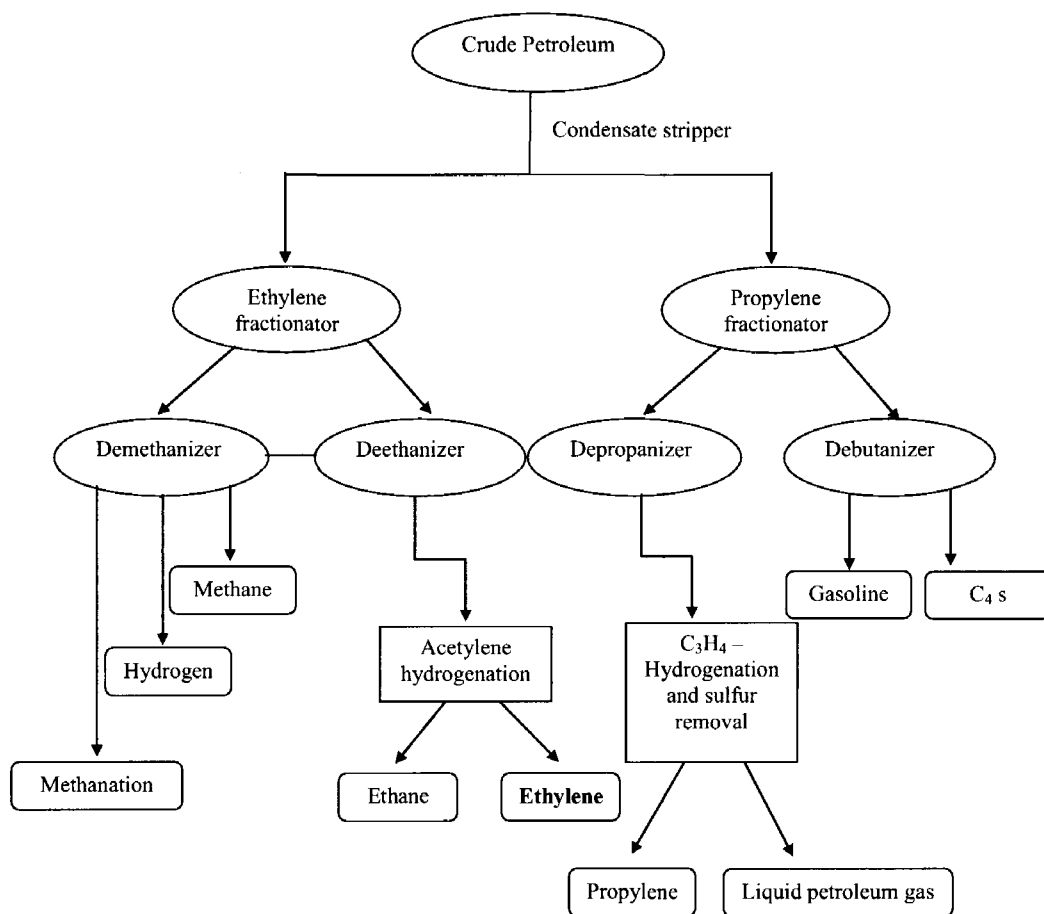 Crude Petroleum
Condensate stripper
Ethylene
fractionator
Propylene
fractionator
Demethanizer
Deethanizer
Depropanizer
Debutanizer
Methane
Gasoline
C₄ s
Hydrogen
Acetylene
hydrogenation
C₃H₄ –
Hydrogenation
and sulfur
removal
Methanation
Ethane
Ethylene
Propylene
Liquid petroleum gas